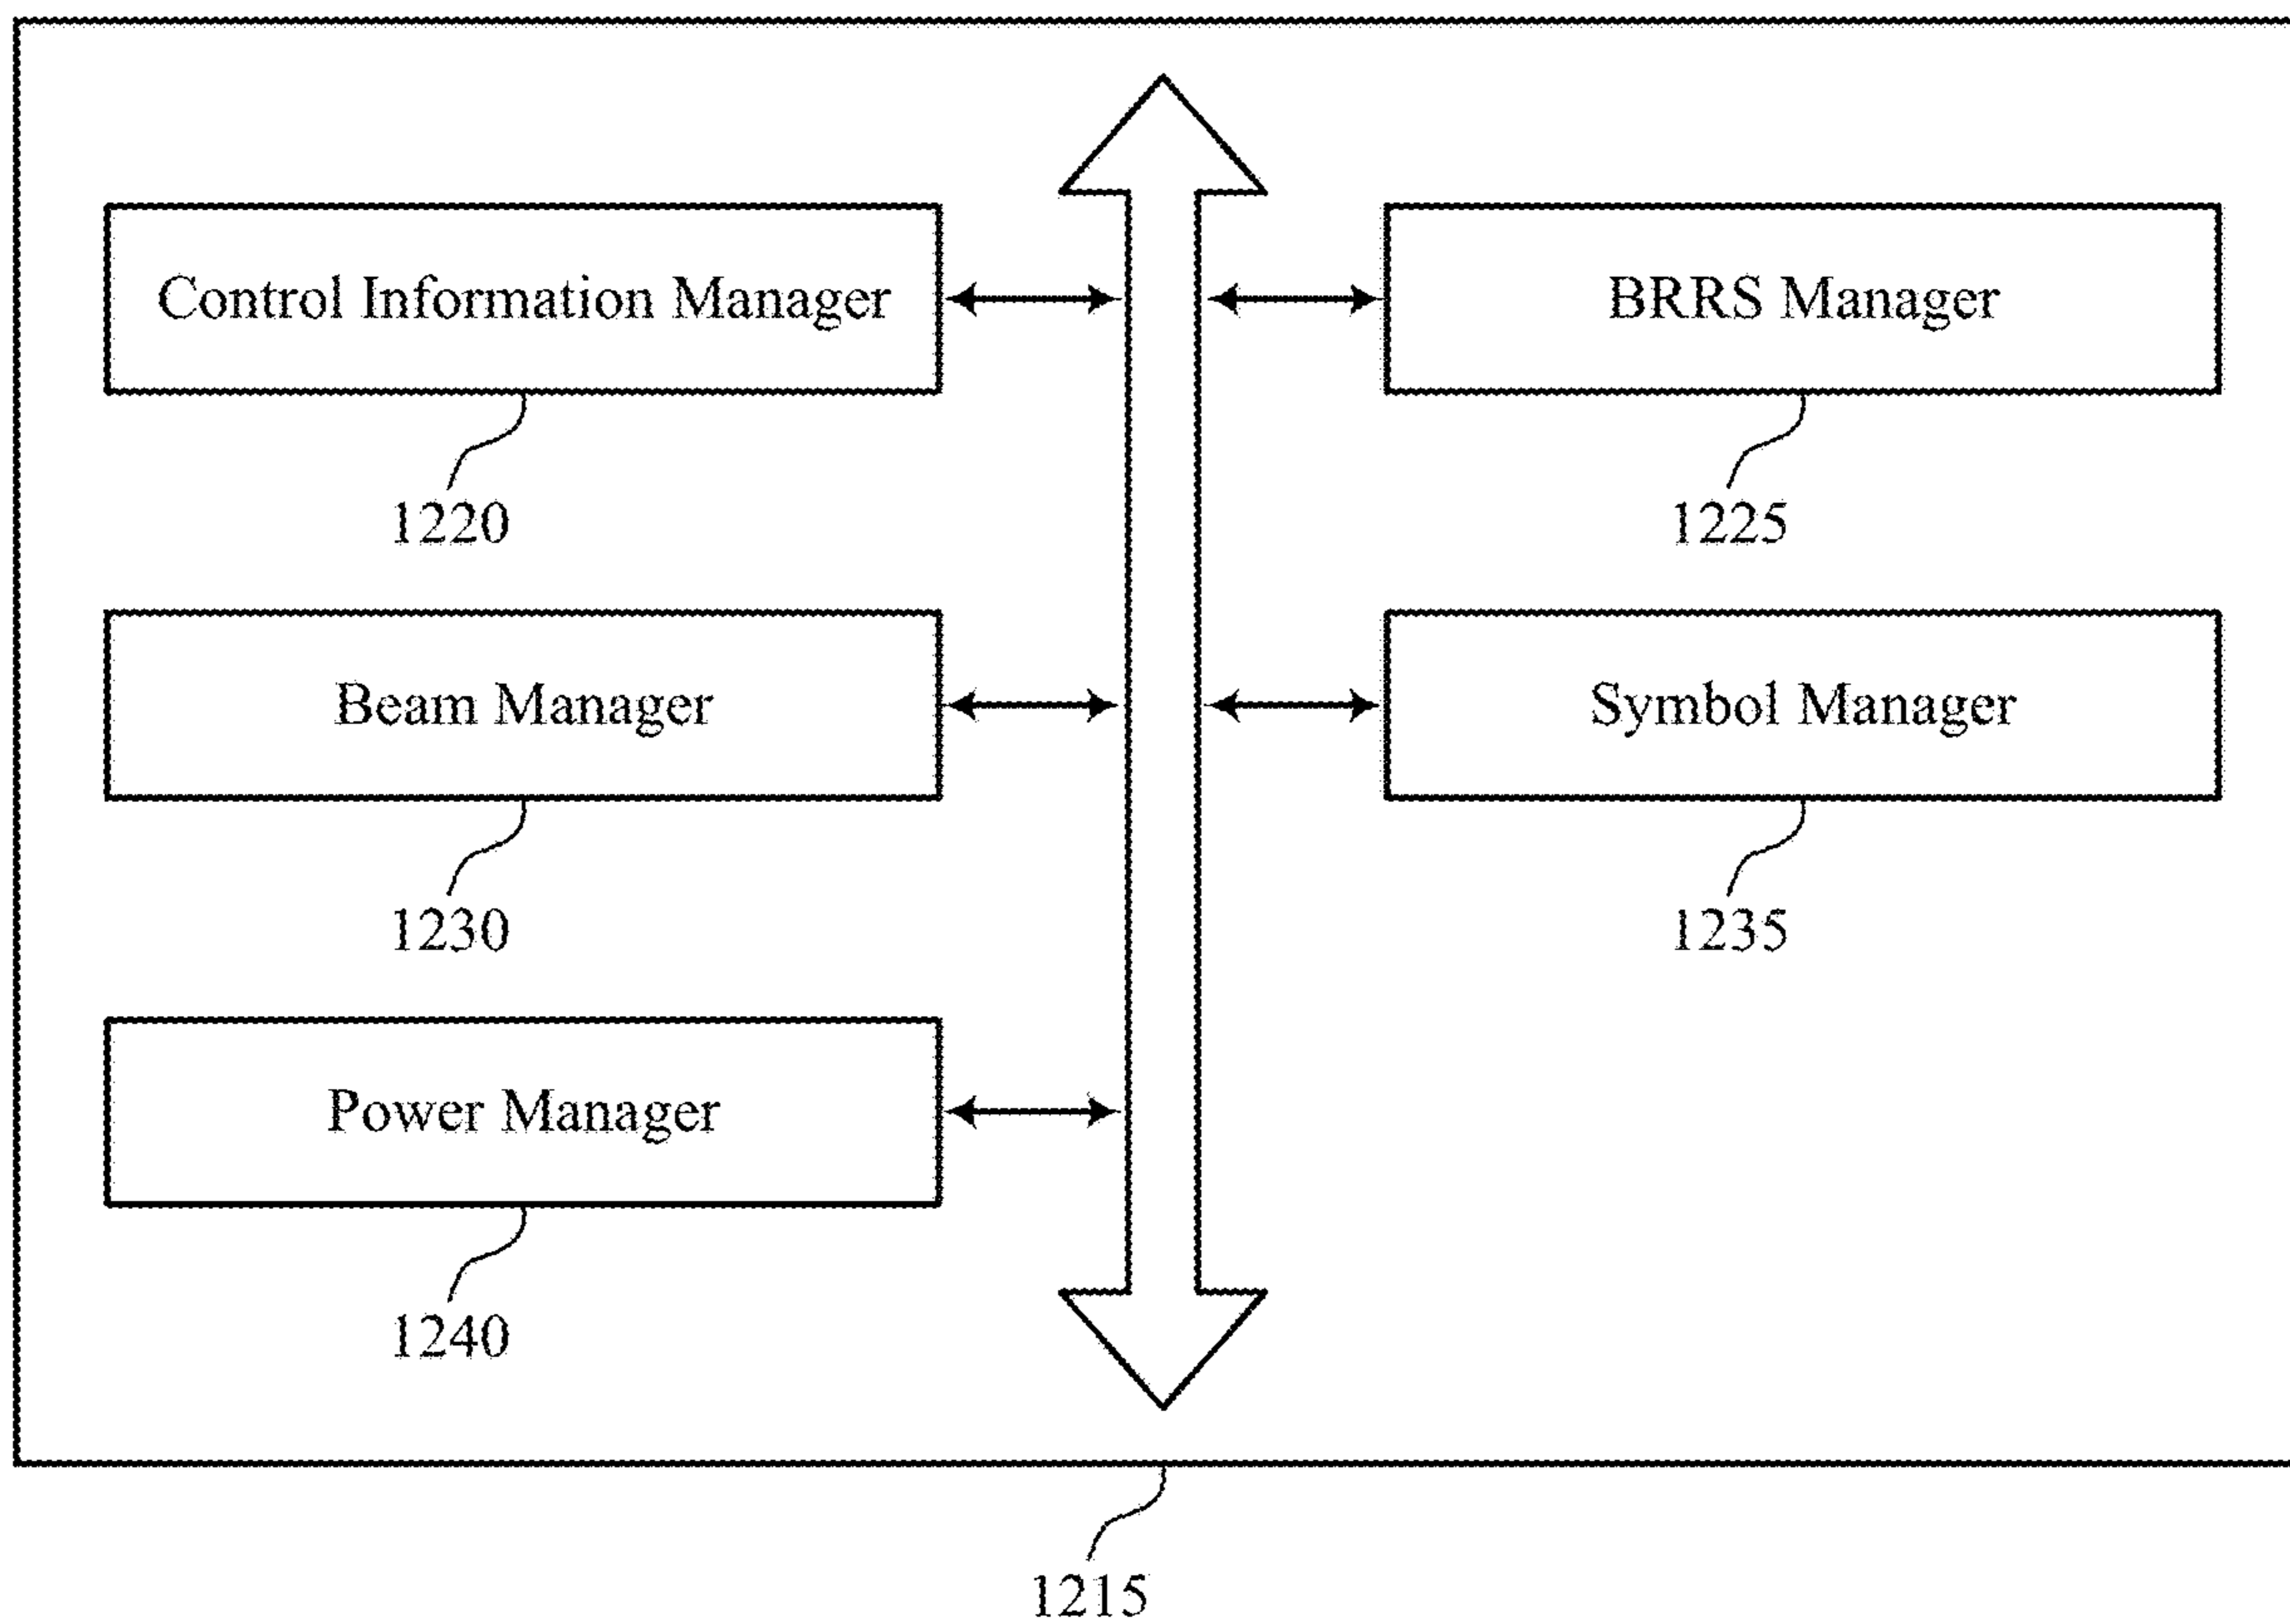 Control Information Manager
BRRS Manager
1220
1225
Beam Manager
Symbol Manager
1230
1235
Power Manager
1240
1215